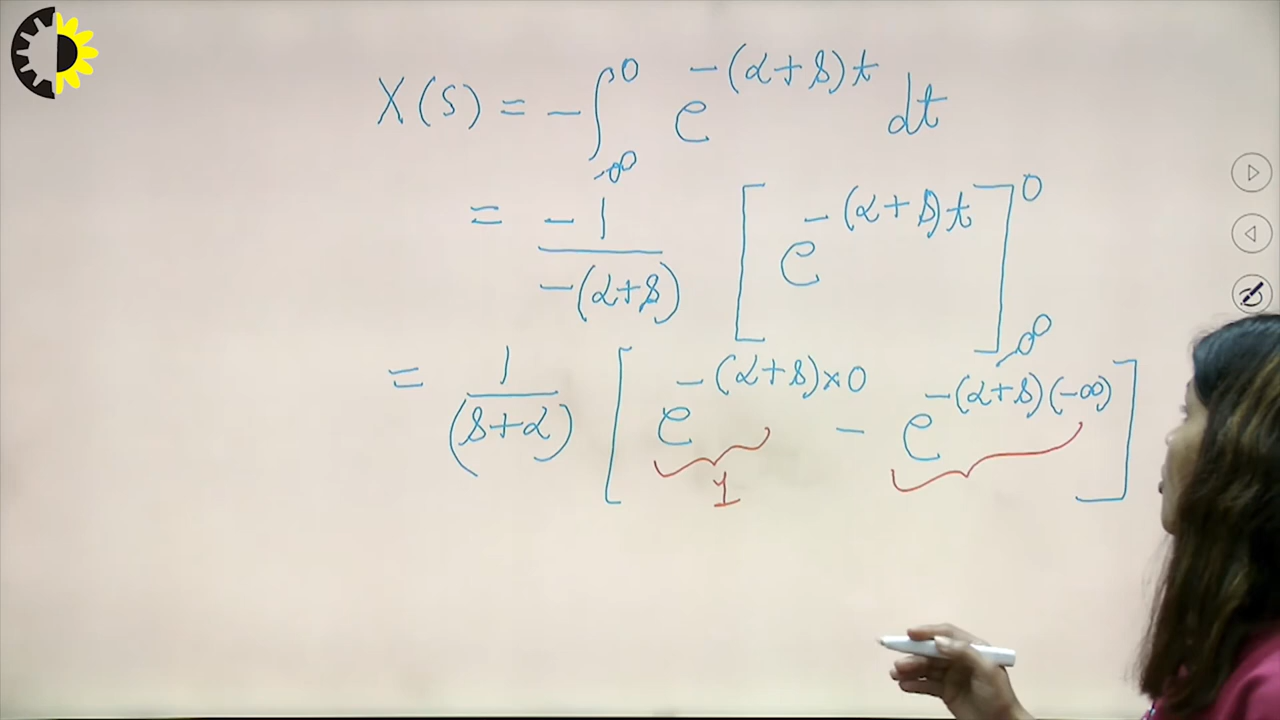 X(s) = -∫_{-∞}^{0} e^{-(α+s)t} dt
= -1/-(α+s) [e^{-(α+s)t}]_{-∞}^{0}
= 1/(s+α) [e^{-(α+s)×0} - e^{-(α+s)(-∞)}]
1